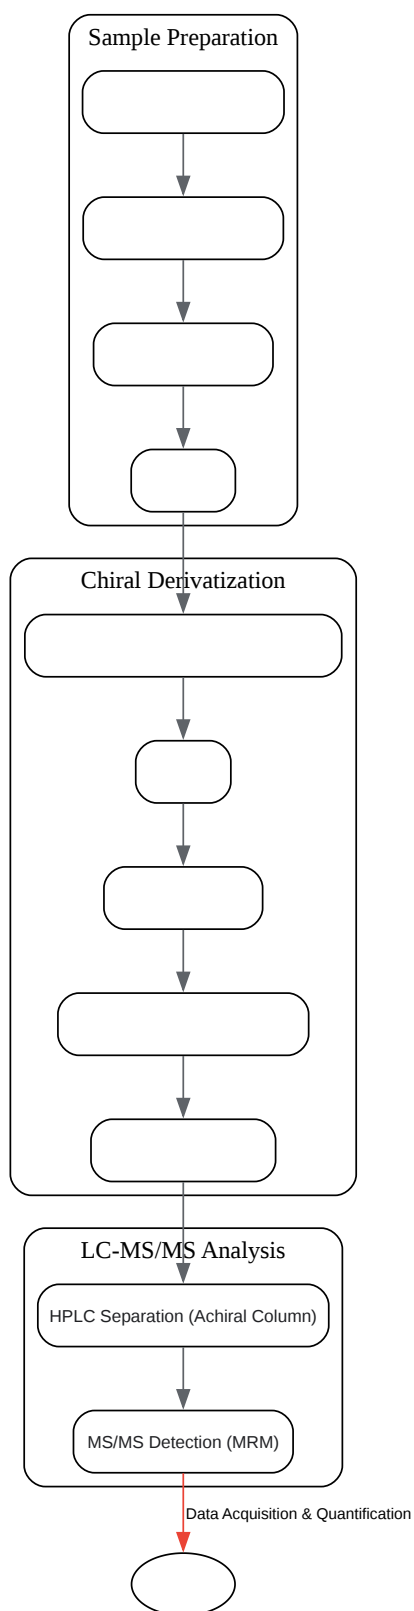 Sample Preparation
Chiral Derivatization
LC-MS/MS Analysis
HPLC Separation (Achiral Column)
MS/MS Detection (MRM)
Data Acquisition & Quantification